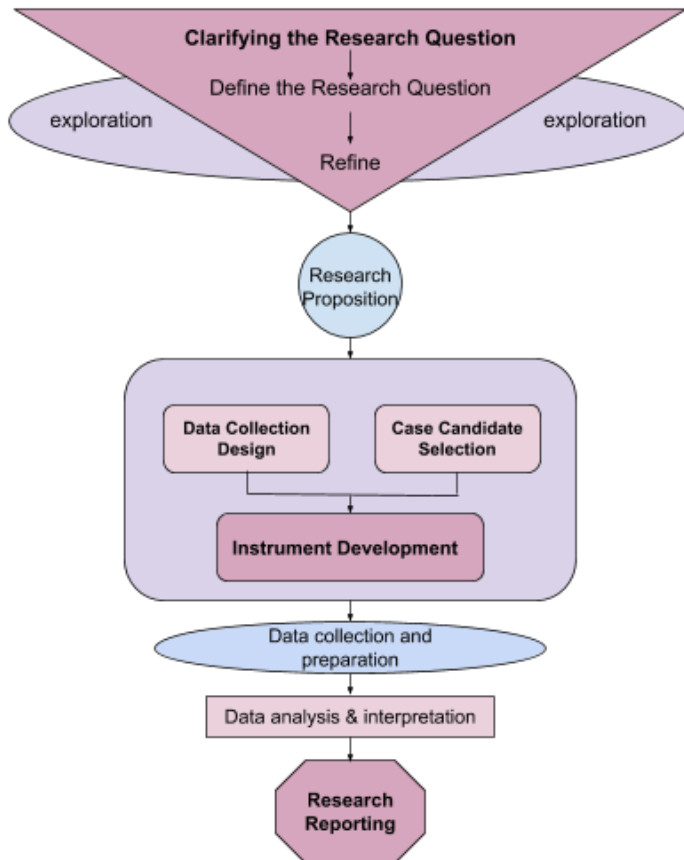 Clarifying the Research Question
Define the Research Question
exploration
exploration
Refine
Research
Proposition
Data Collection
Design
Case Candidate
Selection
Instrument Development
Data collection and
preparation
Data analysis & interpretation
Research
Reporting